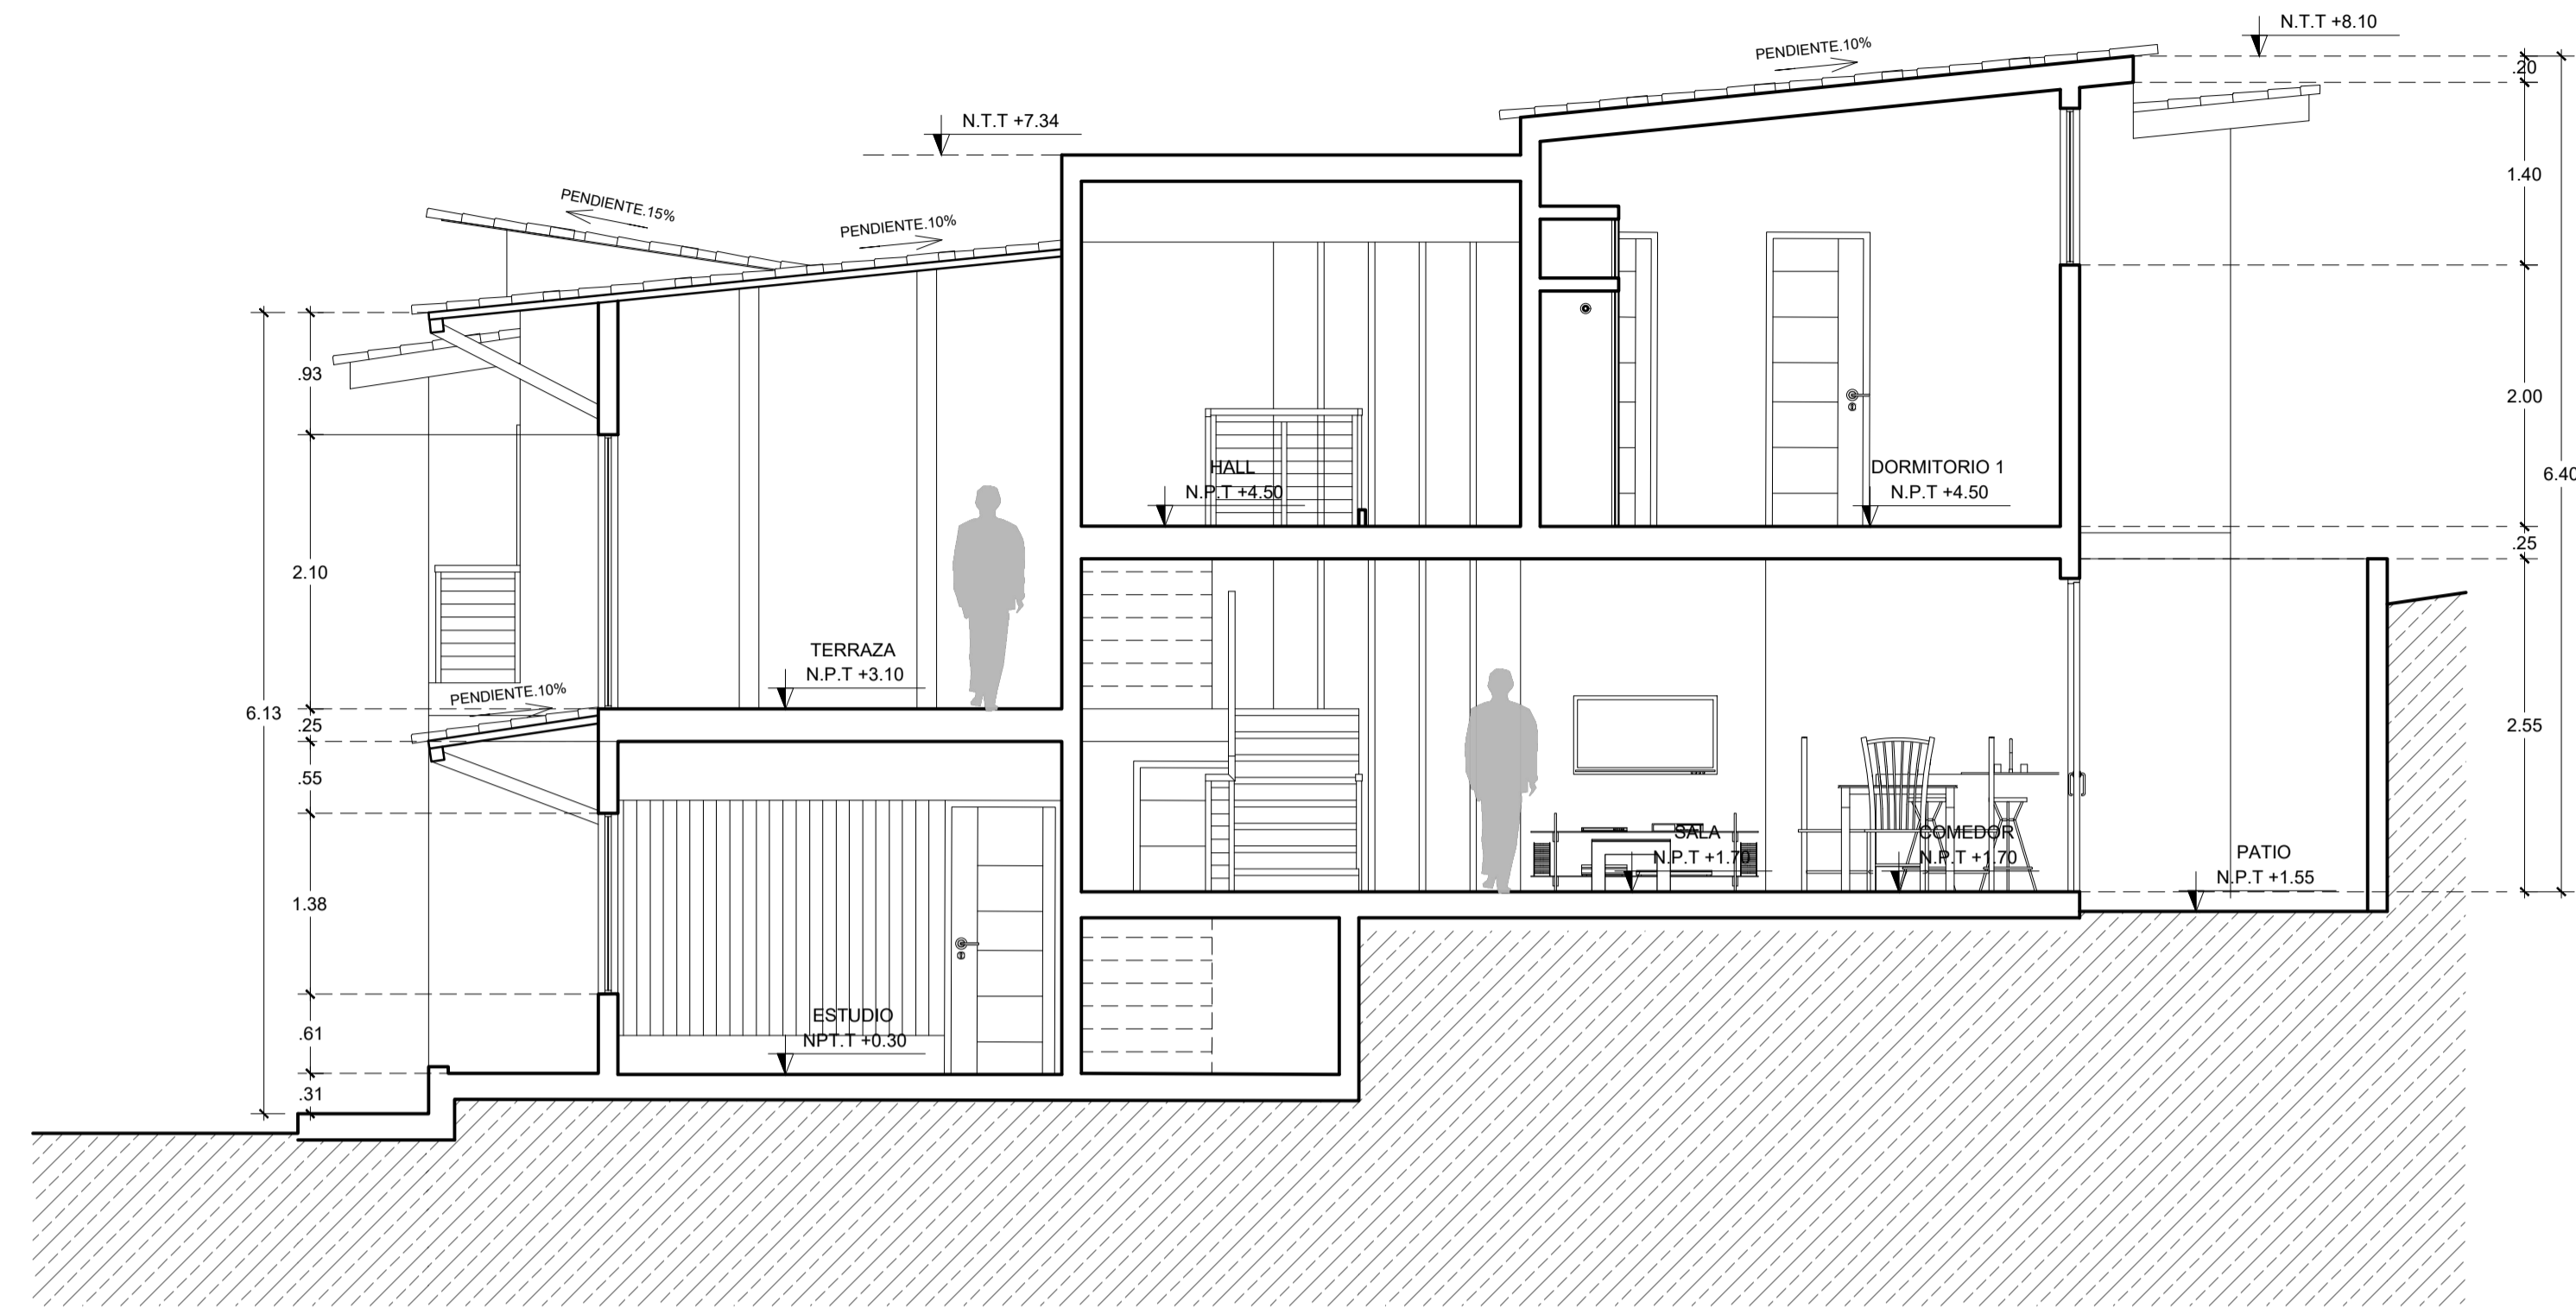 N.T.T +8.10
PENDIENTE.10%
.20
N.T.T +7.34
1.40
PENDIENTE.15%
PENDIENTE.10%
.93
2.00
HALL
N.P.T +4.50
DORMITORIO 1
N.P.T +4.50
6.40
.25
2.10
TERRAZA
N.P.T +3.10
PENDIENTE.10%
6.13
.25
2.55
.55
SALA
N.P.T +1.70
COMEDOR
N.P.T +1.70
PATIO
N.P.T +1.55
1.38
ESTUDIO
NPT.T +0.30
.61
.31